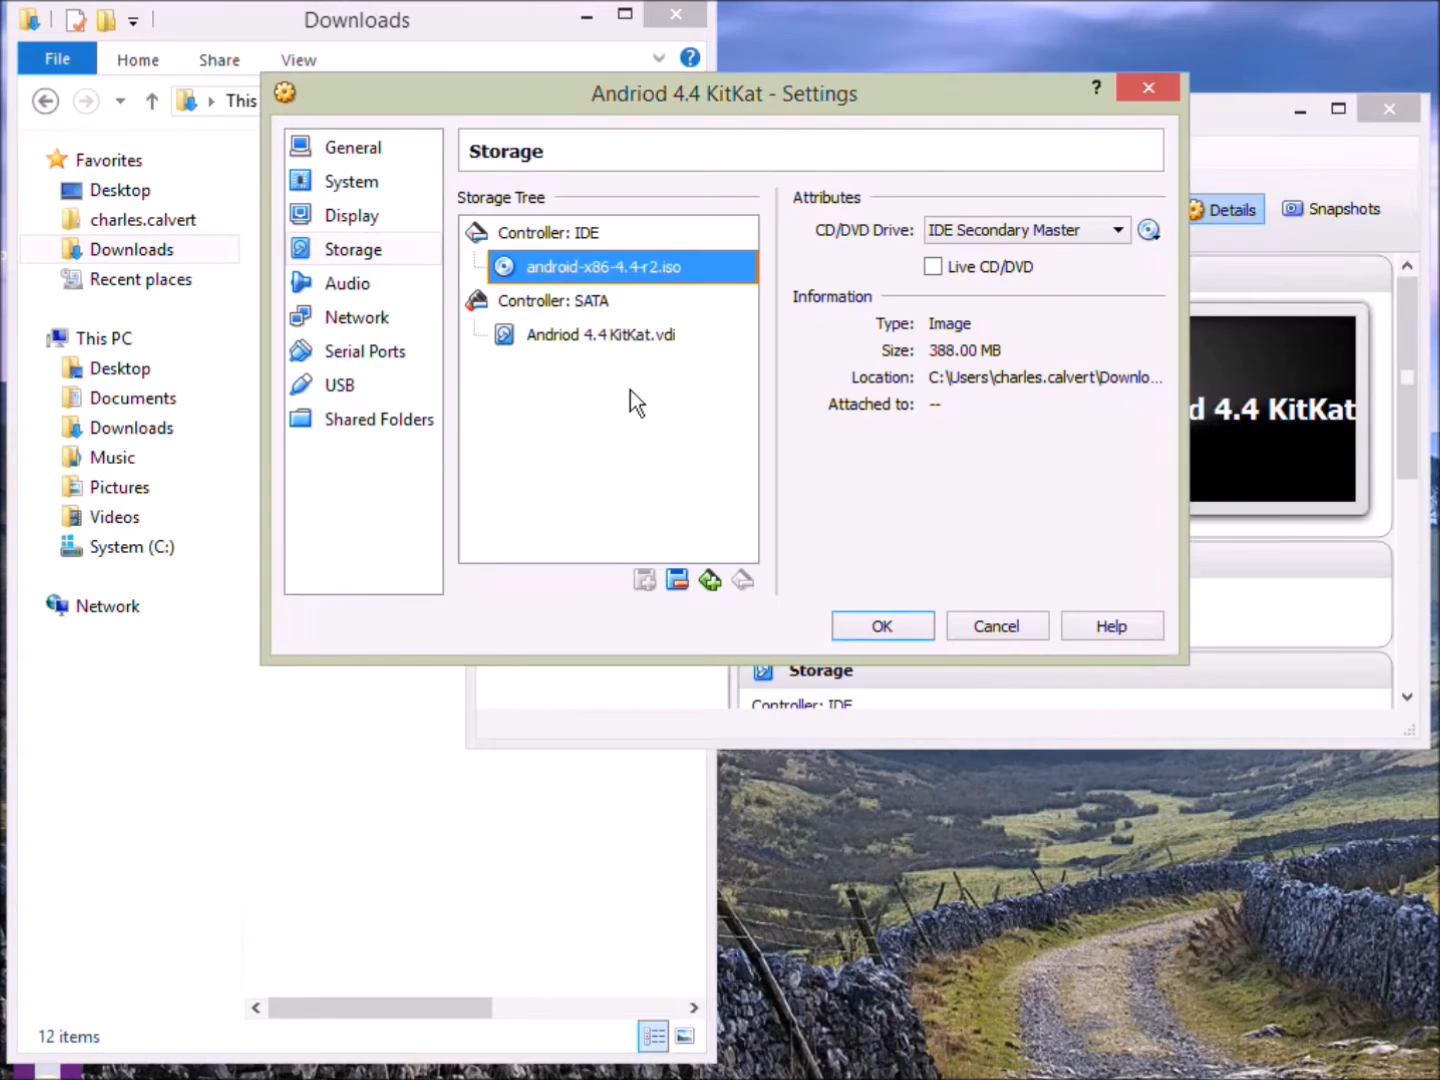 Downloads
File
Home
Share
View
This
Favorites
Desktop
charles.calvert
Downloads
Recent places
This PC
Desktop
Documents
Downloads
Music
Pictures
Videos
System (C:)
Network
12 items
Andriod 4.4 KitKat - Settings
?
General
System
Display
Storage
Audio
Network
Serial Ports
USB
Shared Folders
Storage
Storage Tree
Controller: IDE
android-x86-4.4-r2.iso
Controller: SATA
Andriod 4.4 KitKat.vdi
Attributes
CD/DVD Drive: IDE Secondary Master
Live CD/DVD
Information
Type: Image
Size: 388.00 MB
Location: C:\Users\charles.calvert\Downlo...
Attached to: --
OK
Cancel
Help
Details
Snapshots
d 4.4 KitKat
Storage
Controller: IDE